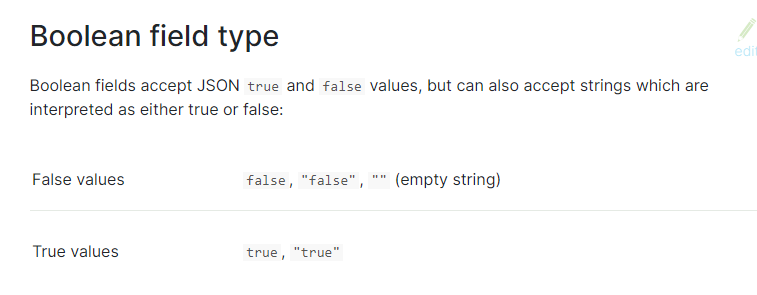 Boolean field type
edit
Boolean fields accept JSON true and false values, but can also accept strings which are
interpreted as either true or false:
False values false, "false", "" (empty string)
True values true, "true"